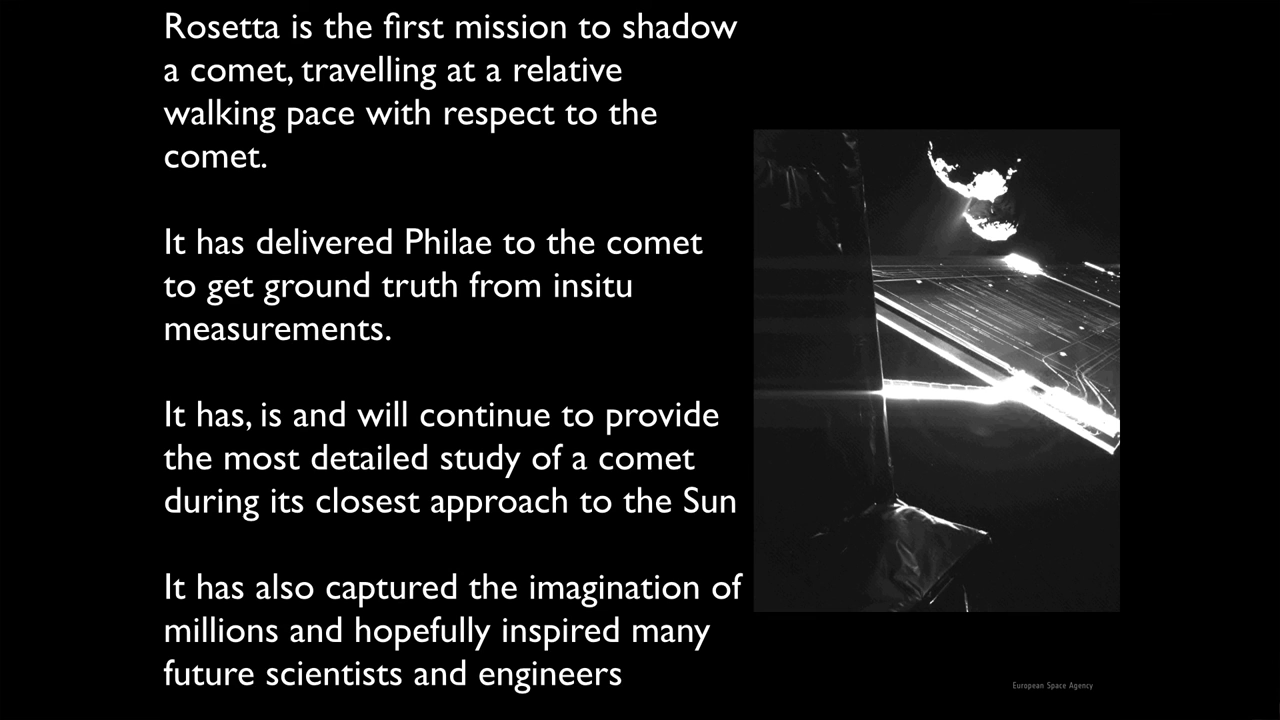 Rosetta is the first mission to shadow
a comet, travelling at a relative
walking pace with respect to the
comet.
It has delivered Philae to the comet
to get ground truth from insitu
measurements.
It has, is and will continue to provide
the most detailed study of a comet
during its closest approach to the Sun
It has also captured the imagination of
millions and hopefully inspired many
future scientists and engineers
European Space Agency